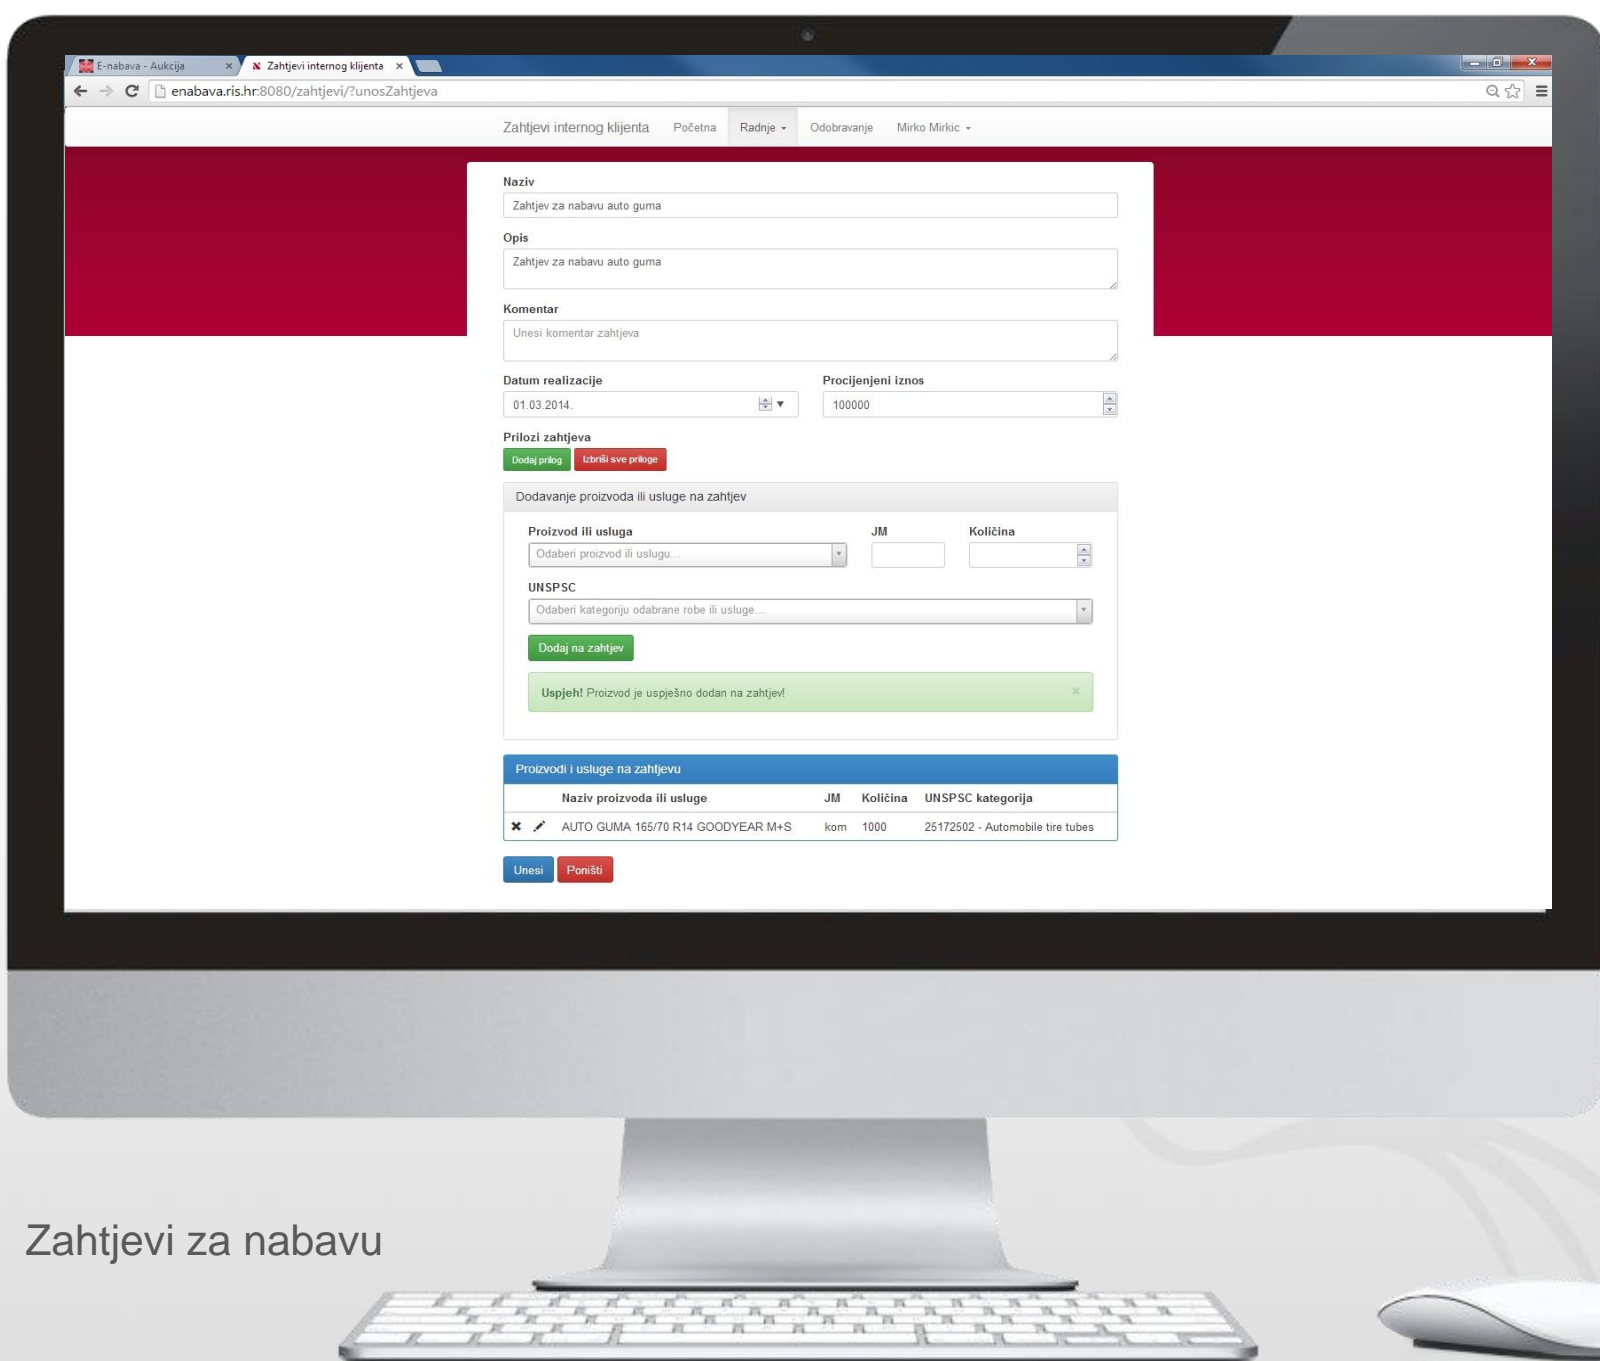 E-nabava - Aukcija
Zahtjevi internog klijenta
enabava.ris.hr:8080/zahtjevi/?unosZahtjeva
Zahtjevi internog klijenta Početna Radnje Odobravanje Mirko Mirkic
Naziv
Zahtjev za nabavu auto guma
Opis
Zahtjev za nabavu auto guma
Komentar
Unesi komentar zahtjeva
Datum realizacije Procijenjeni iznos
01.03.2014. 100000
Prilozi zahtjeva
Dodaj prilog Izbriši sve priloge
Dodavanje proizvoda ili usluge na zahtjev
Proizvod ili usluga JM Količina
Odaberi proizvod ili uslugu...
UNSPSC
Odaberi kategoriju odabrane robe ili usluge...
Dodaj na zahtjev
Uspjeh! Proizvod je uspješno dodan na zahtjev!
Proizvodi i usluge na zahtjevu
Naziv proizvoda ili usluge JM Količina UNSPSC kategorija
AUTO GUMA 165/70 R14 GOODYEAR M+S kom 1000 25172502 - Automobile tire tubes
Unesi Poništi
Zahtjevi za nabavu